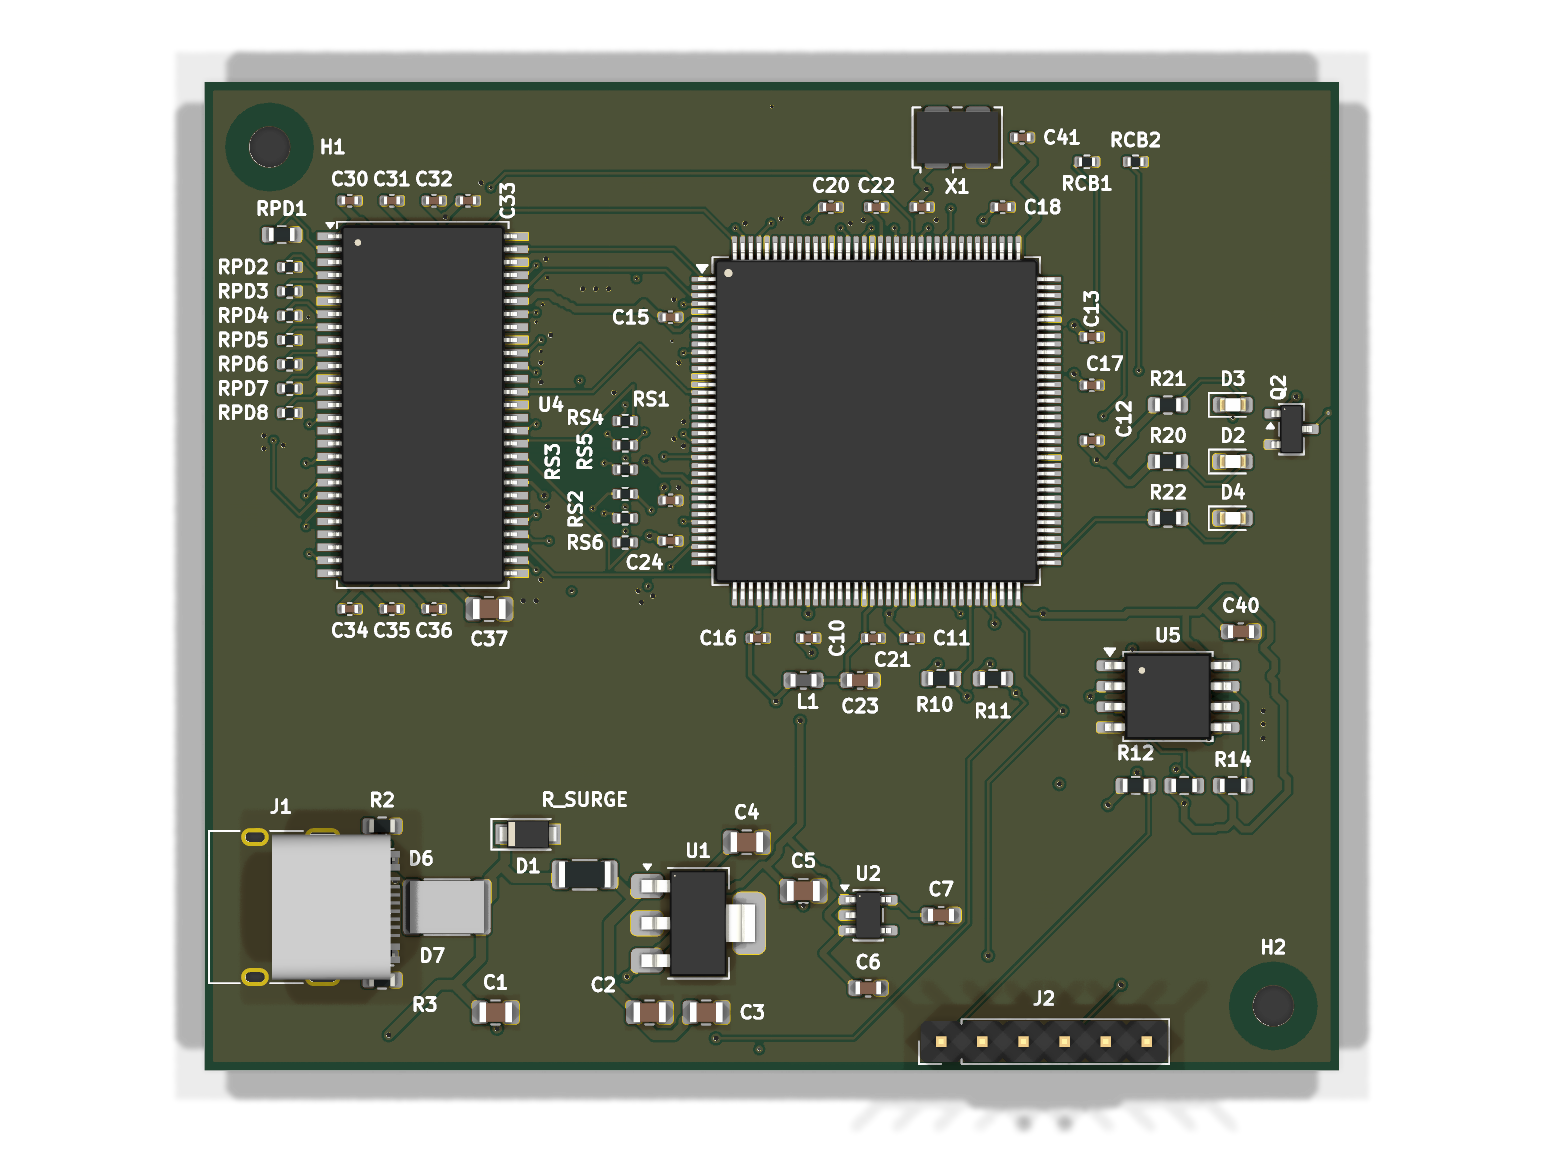 H1
C41
RCB2
RCB1
C30 C31 C32 C33
C20 C22 X1 C18
RPD1
RPD2
RPD3
RPD4
RPD5
RPD6
RPD7
RPD8
C15
C13
C17
C12
R21 D3 Q2
R20 D2
R22 D4
U4
RS1
RS4
RS5
RS3
RS2
RS6
C24
C34 C35 C36 C37
C16 C10 C21 C11
L1 C23 R10 R11
C40
U5
R12 R14
J1 R2 R_SURGE C4
D6 D1 U1 C5 U2 C7
D7 C6 H2
R3 C1 C2 C3 J2